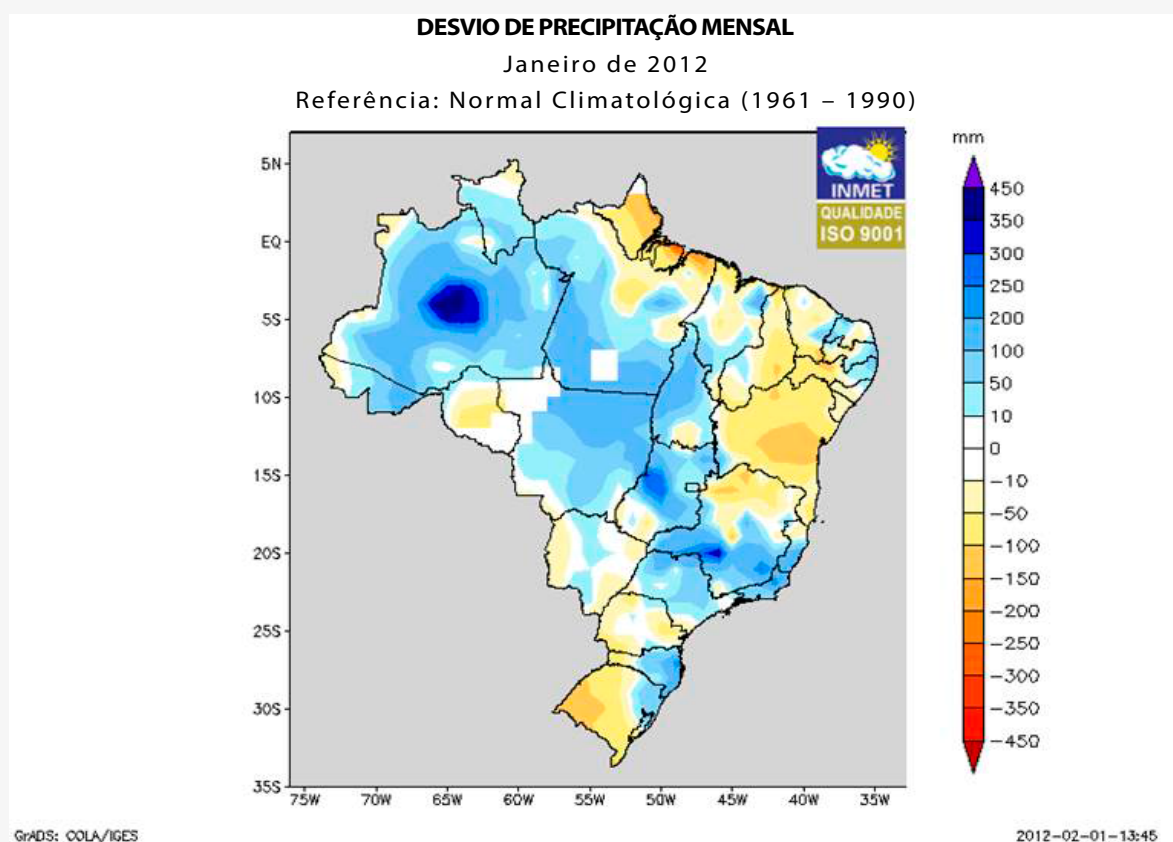 DESVIO DE PRECIPITAÇÃO MENSAL
Janeiro de 2012
Referência: Normal Climatológica (1961 – 1990)
INMET
QUALIDADE
ISO 9001
mm
450
350
300
250
200
100
50
10
0
−10
−50
−100
−150
−200
−250
−300
−350
−450
5N
EQ
5S
10S
15S
20S
25S
30S
35S
75W
70W
65W
60W
55W
50W
45W
40W
35W
GrADS: COLA/IGES
2012−02−01−13:45